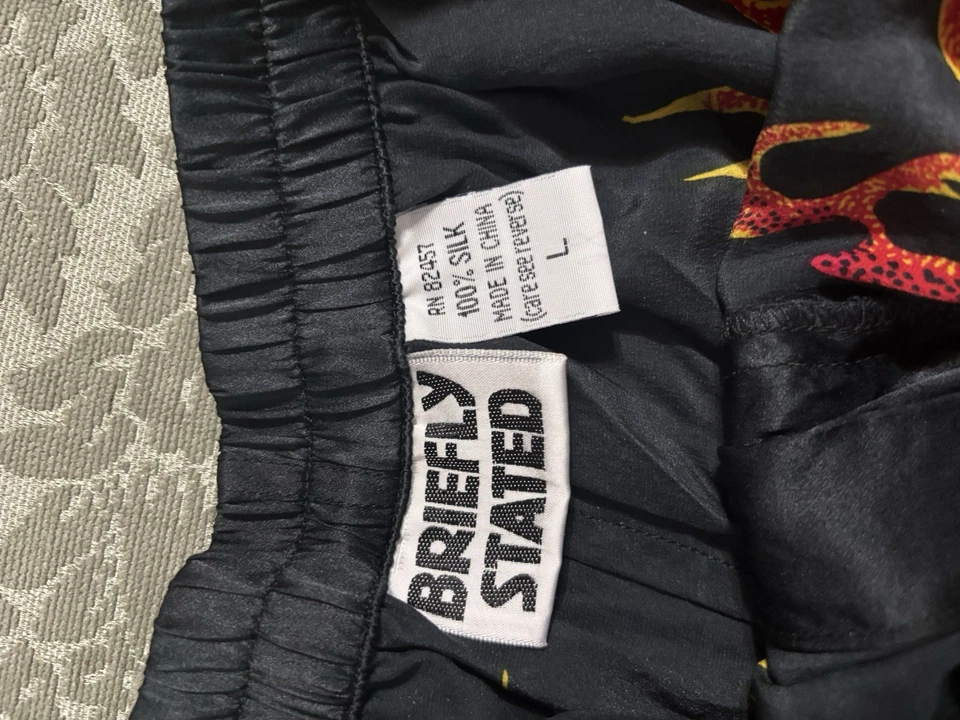 RN 82457
100% SILK
MADE IN CHINA
(care see reverse)
L
BRIEFLY
STATED